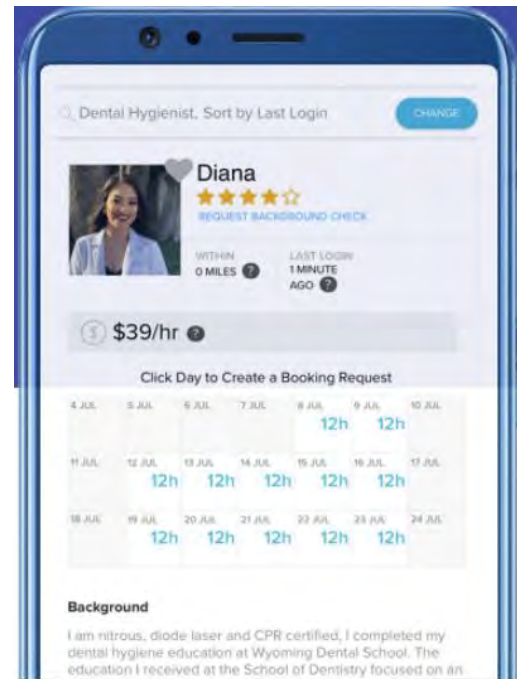 Dental Hygienist, Sort by Last Login
CHANGE
Diana
REQUEST BACKGROUND CHECK
WITHIN
0 MILES ?
LAST LOGIN
1 MINUTE
AGO ?
$ $39/hr ?
Click Day to Create a Booking Request
4 JUL 5 JUL 6 JUL 7 JUL 8 JUL 9 JUL 10 JUL
12h 12h
11 JUL 12 JUL 13 JUL 14 JUL 15 JUL 16 JUL 17 JUL
12h 12h 12h 12h 12h
18 JUL 19 JUL 20 JUL 21 JUL 22 JUL 23 JUL 24 JUL
12h 12h 12h 12h 12h
Background
I am nitrous, diode laser and CPR certified, I completed my
dental hygiene education at Wyoming Dental School. The
education I received at the School of Dentistry focused on an